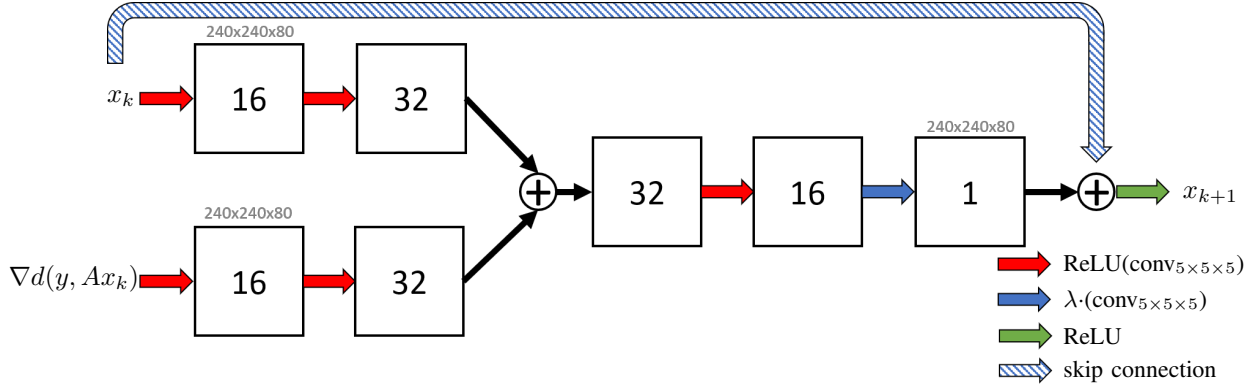 240x240x80
x_k
16
32
240x240x80
32
16
1
+
+
x_{k+1}
240x240x80
∇d(y, Ax_k)
16
32
ReLU(conv_{5×5×5})
λ·(conv_{5×5×5})
ReLU
skip connection